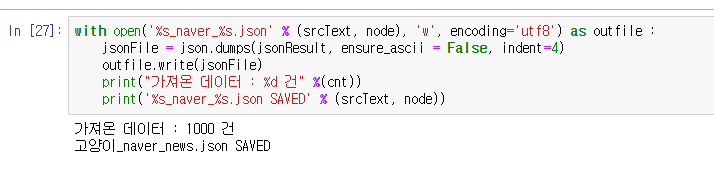 In [27]: with open('%s_naver_%s.json' % (srcText, node), 'w', encoding='utf8') as outfile :
    jsonFile = json.dumps(jsonResult, ensure_ascii = False, indent=4)
    outfile.write(jsonFile)
    print("가져온 데이터 : %d 건" %(cnt))
    print('%s_naver_%s.json SAVED' % (srcText, node))
가져온 데이터 : 1000 건
고양이_naver_news.json SAVED